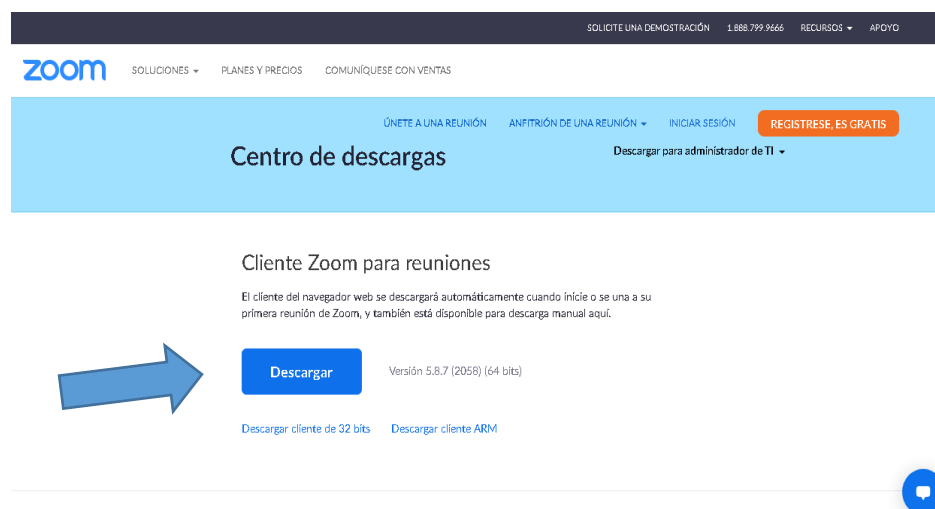 SOLICITE UNA DEMOSTRACIÓN 1.888.799.9666 RECURSOS APOYO
zoom SOLUCIONES PLANES Y PRECIOS COMUNÍQUESE CON VENTAS
ÚNETE A UNA REUNIÓN ANFITRIÓN DE UNA REUNIÓN INICIAR SESIÓN REGISTRESE, ES GRATIS
Centro de descargas Descargar para administrador de TI
Cliente Zoom para reuniones
El cliente del navegador web se descargará automáticamente cuando inicie o se una a su
primera reunión de Zoom, y también está disponible para descarga manual aquí.
Descargar Versión 5.8.7 (2058) (64 bits)
Descargar cliente de 32 bits Descargar cliente ARM